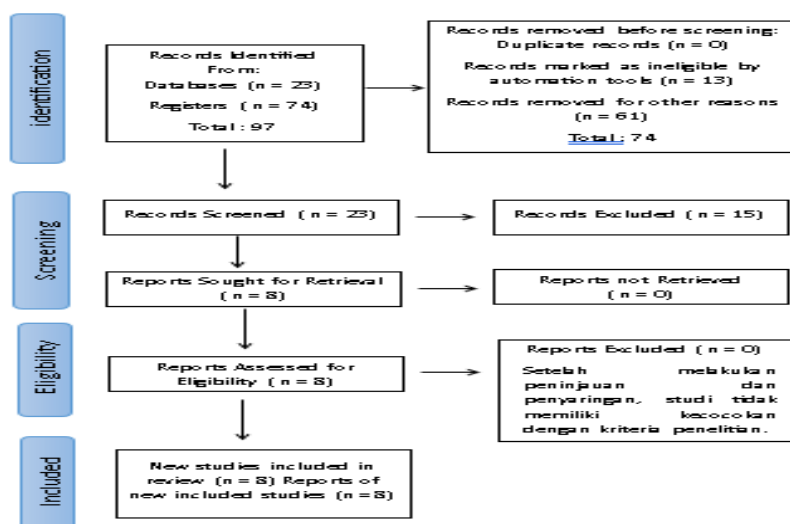 identification
Records Identified
From:
Databases (n = 23)
Registers ( n = 74)
Total : 97
Records removed before screening:
Duplicate records (n = 0)
Records marked as ineligible by
automation tools (n = 13)
Records removed for other reasons
(n = 61)
Total : 74
Screening
Records Screened ( n = 23)
Records Excluded ( n = 15)
Reports Sought for Retrieval
( n = 8)
Reports not Retrieved
( n = 0)
Eligibility
Reports Assessed for
Eligibility ( n = 8)
Reports Excluded ( n = 0)
Setelah melakukan
peninjauan dan
penyaringan, studi tidak
memiliki kecocokan
dengan kriteria penelitian.
Included
New studies included in
review (n = 8) Reports of
new included studies (n = 8)